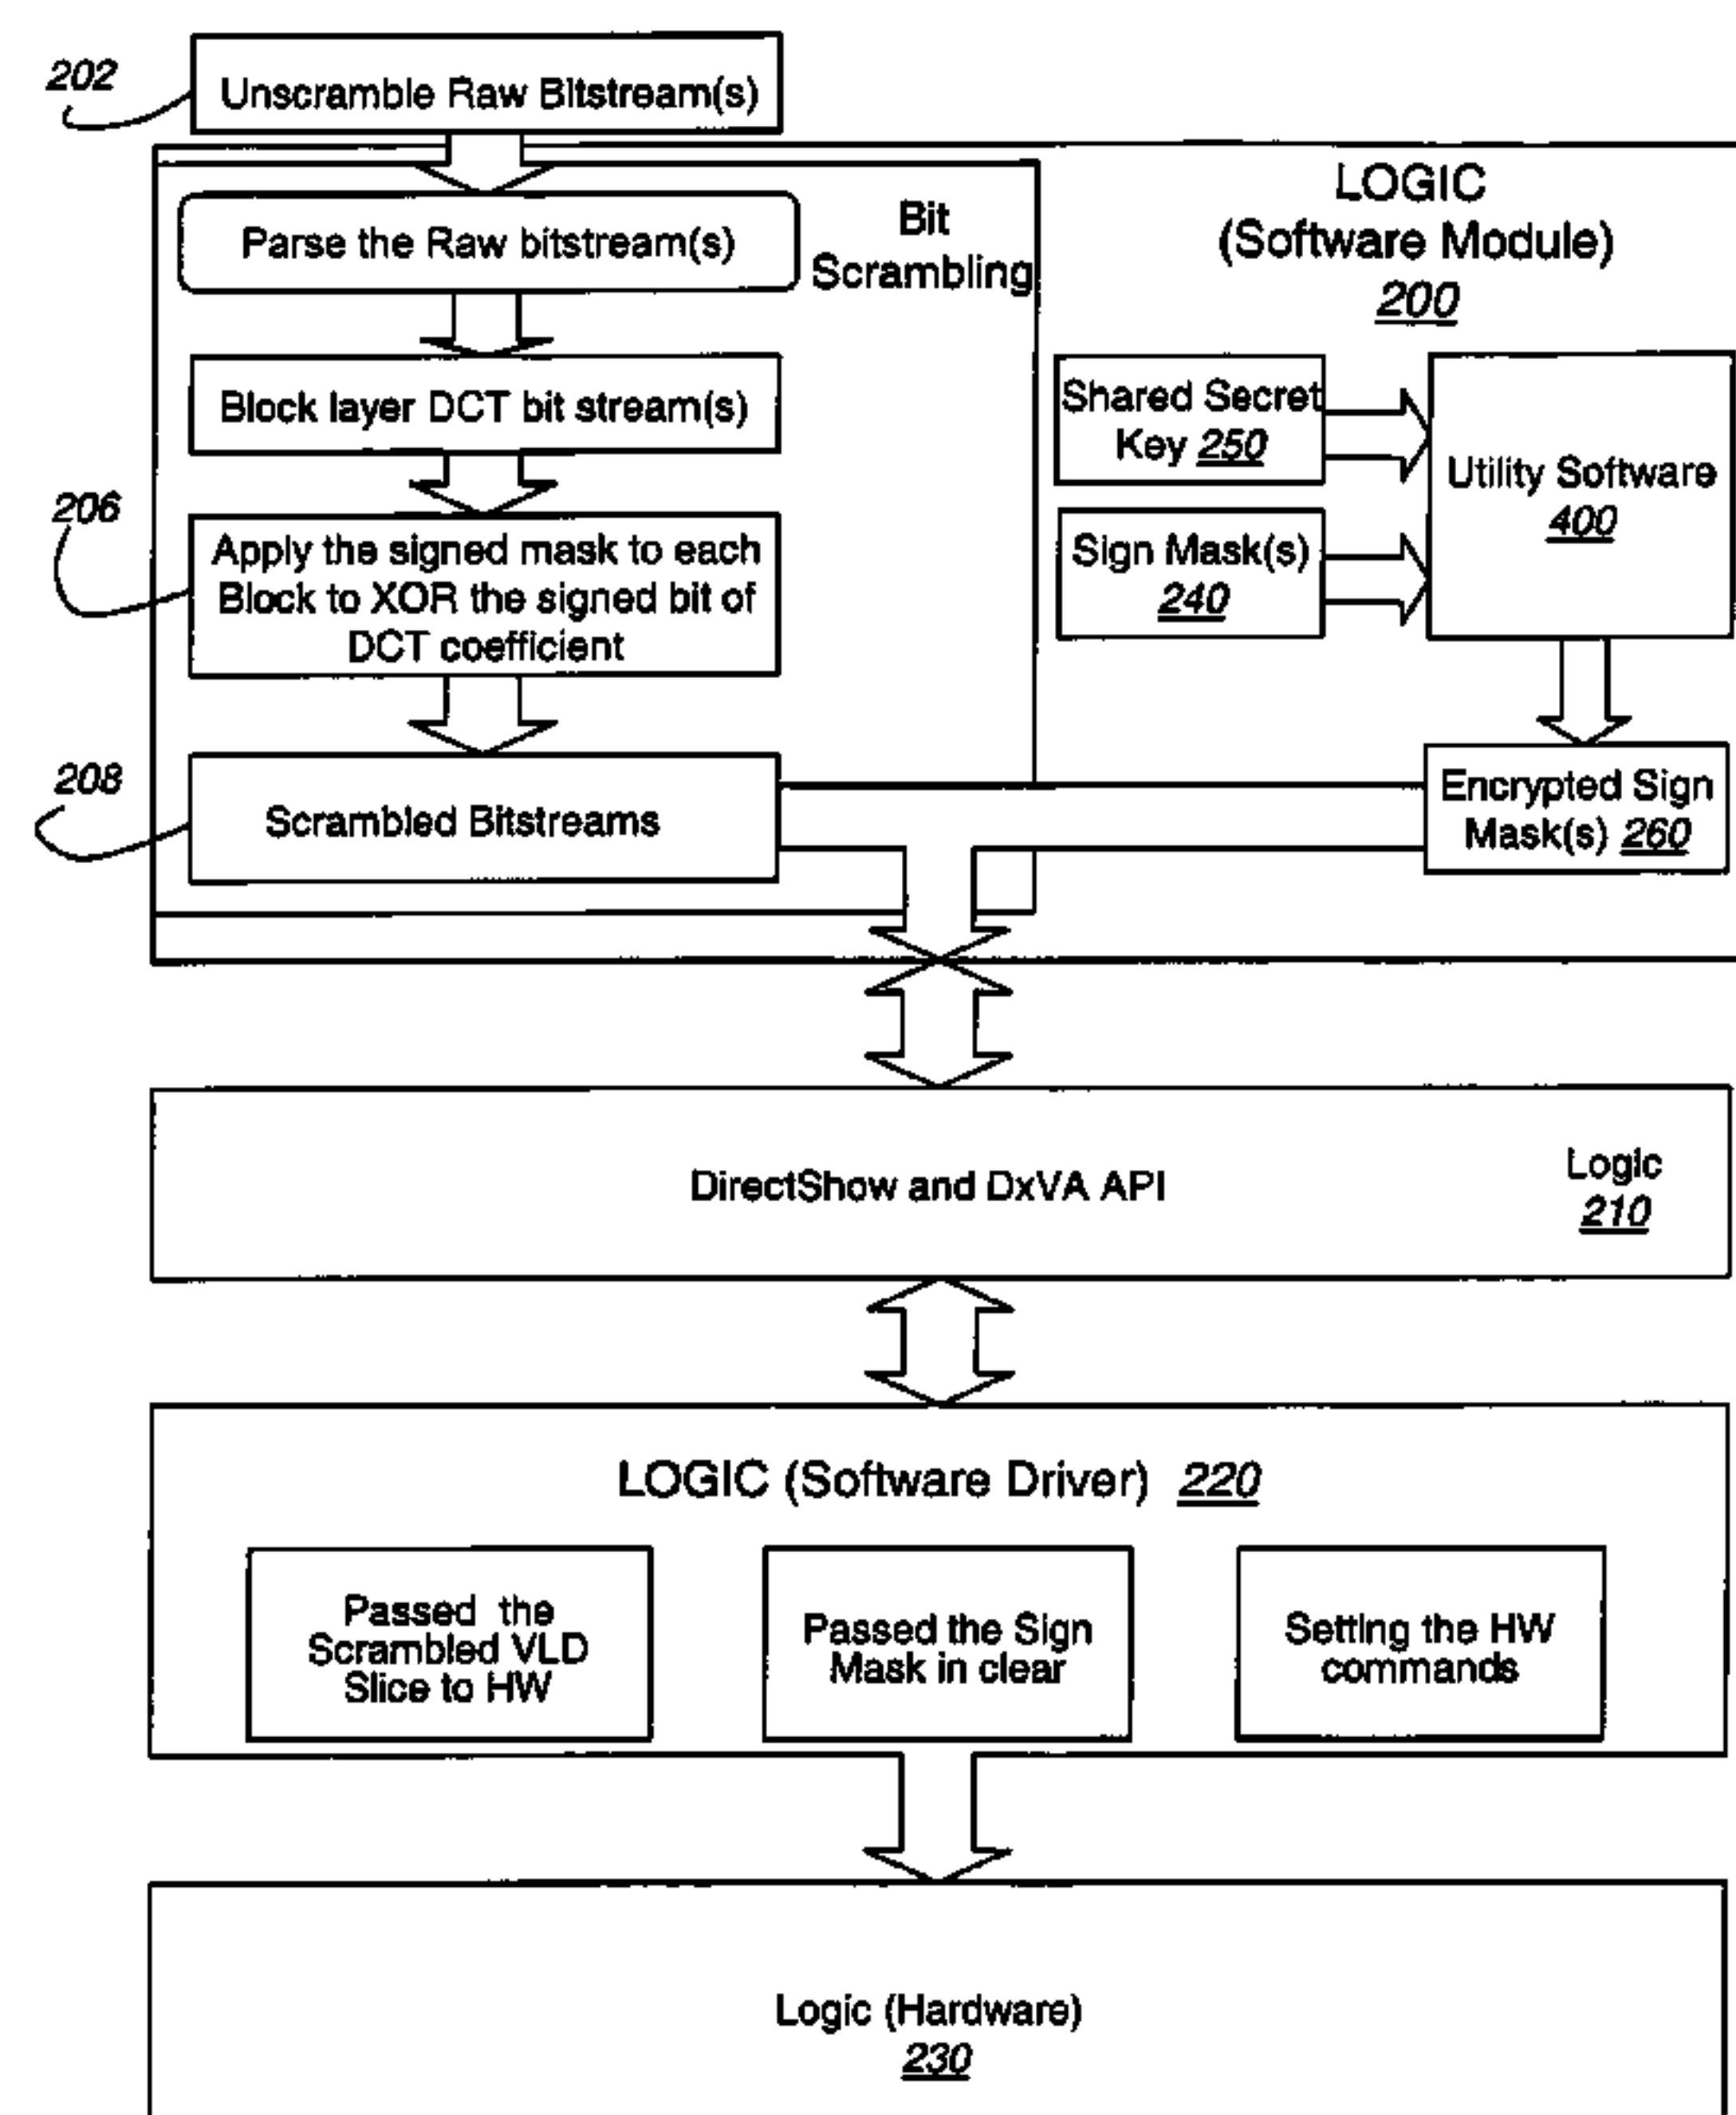 202
Unscramble Raw Bitstream(s)
LOGIC
(Software Module)
200
Bit
Scrambling
Parse the Raw bitstream(s)
Block layer DCT bit stream(s)
Shared Secret
Key 250
Utility Software
400
206
Apply the signed mask to each
Block to XOR the signed bit of
DCT coefficient
Sign Mask(s)
240
208
Scrambled Bitstreams
Encrypted Sign
Mask(s) 260
DirectShow and DxVA API
Logic
210
LOGIC (Software Driver) 220
Passed the
Scrambled VLD
Slice to HW
Passed the Sign
Mask in clear
Setting the HW
commands
Logic (Hardware)
230